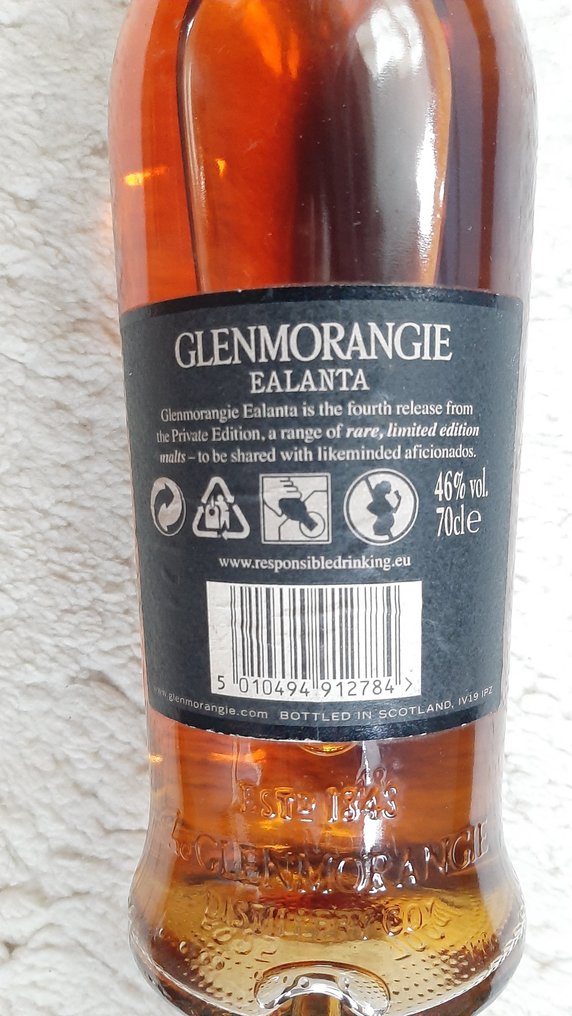 GLENMORANGIE
EALANTA
Glenmorangie Ealanta is the fourth release from
the Private Edition, a range of rare, limited edition
malts – to be shared with likeminded aficionados.
46% vol.
70cl e
www.responsibledrinking.eu
5 010494 912784 >
www.glenmorangie.com BOTTLED IN SCOTLAND, IV19 1PZ
ESTD 1843
GLENMORANGIE
DISTILLERY CO